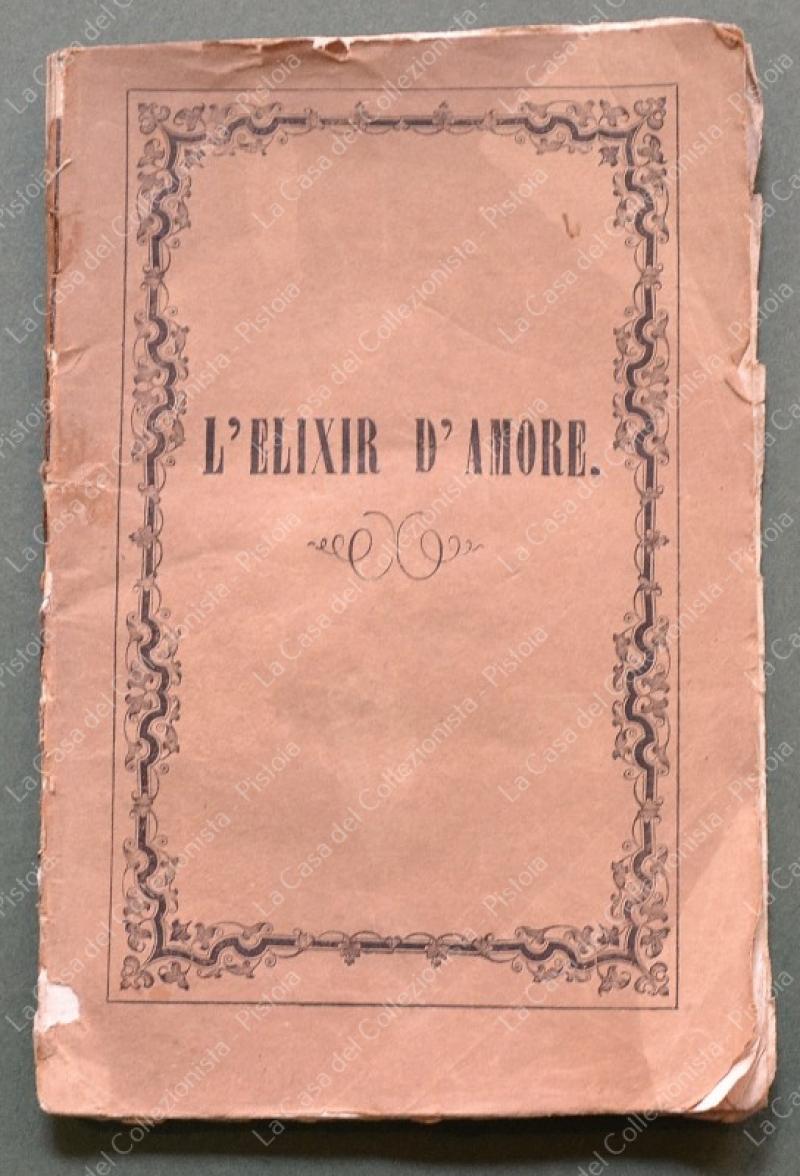 L'ELIXIR D'AMORE.
La Casa del Collezionista - Pistoia